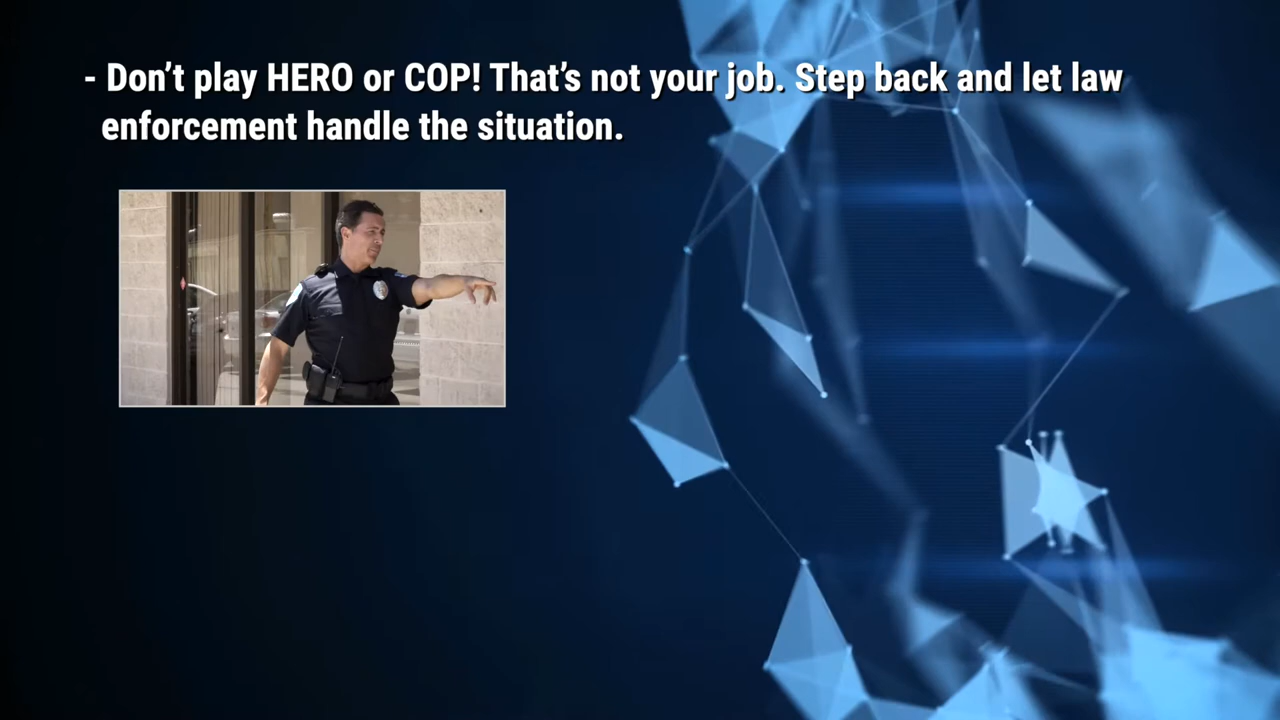 - Don’t play HERO or COP! That’s not your job. Step back and let law
enforcement handle the situation.